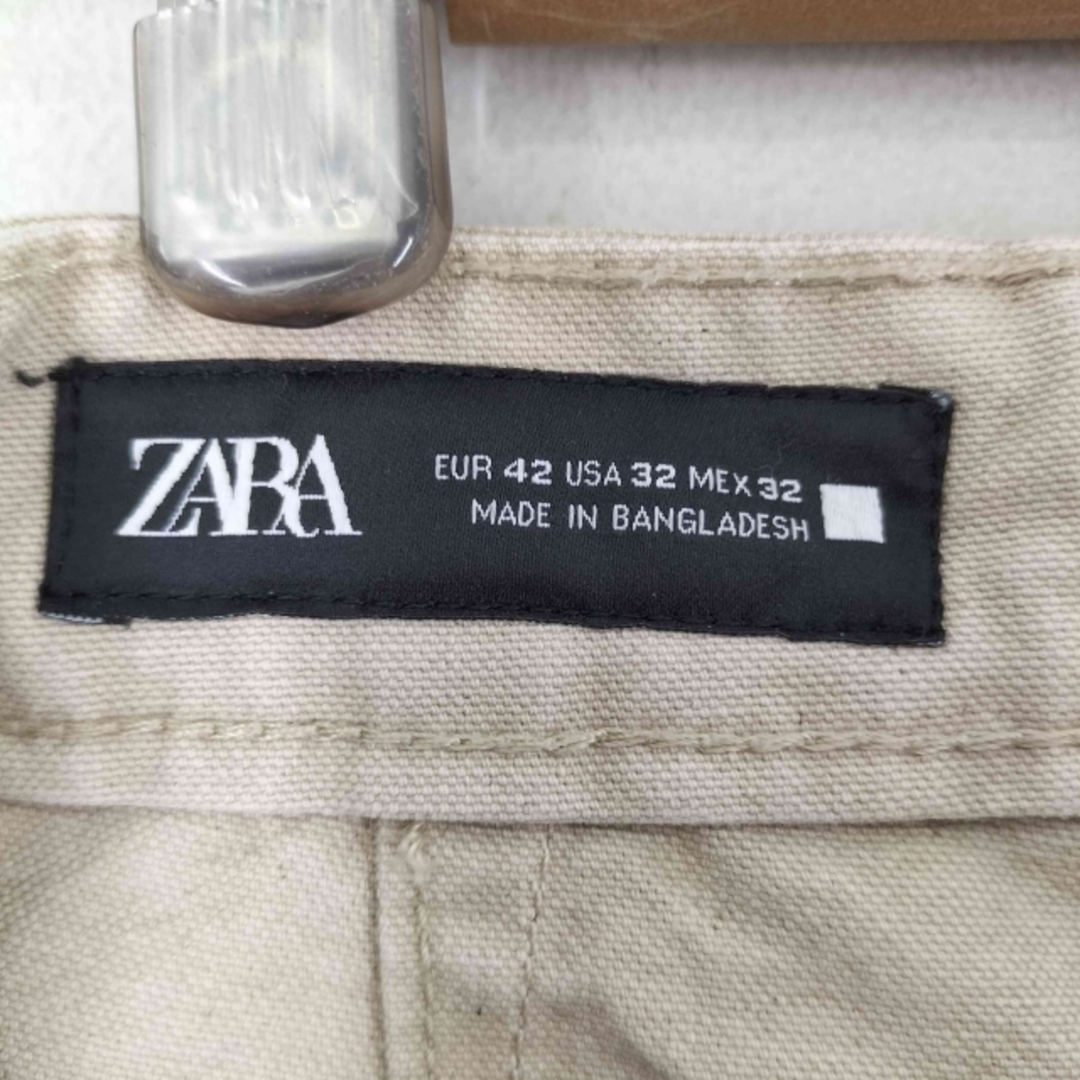 ZARA
EUR 42 USA 32 MEX 32
MADE IN BANGLADESH